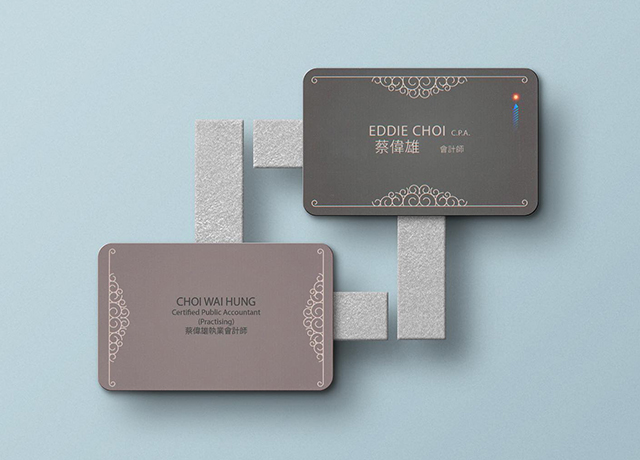 EDDIE CHOI C.P.A.
蔡偉雄 會計師
CHOI WAI HUNG
Certified Public Accountant
(Practising)
蔡偉雄執業會計師